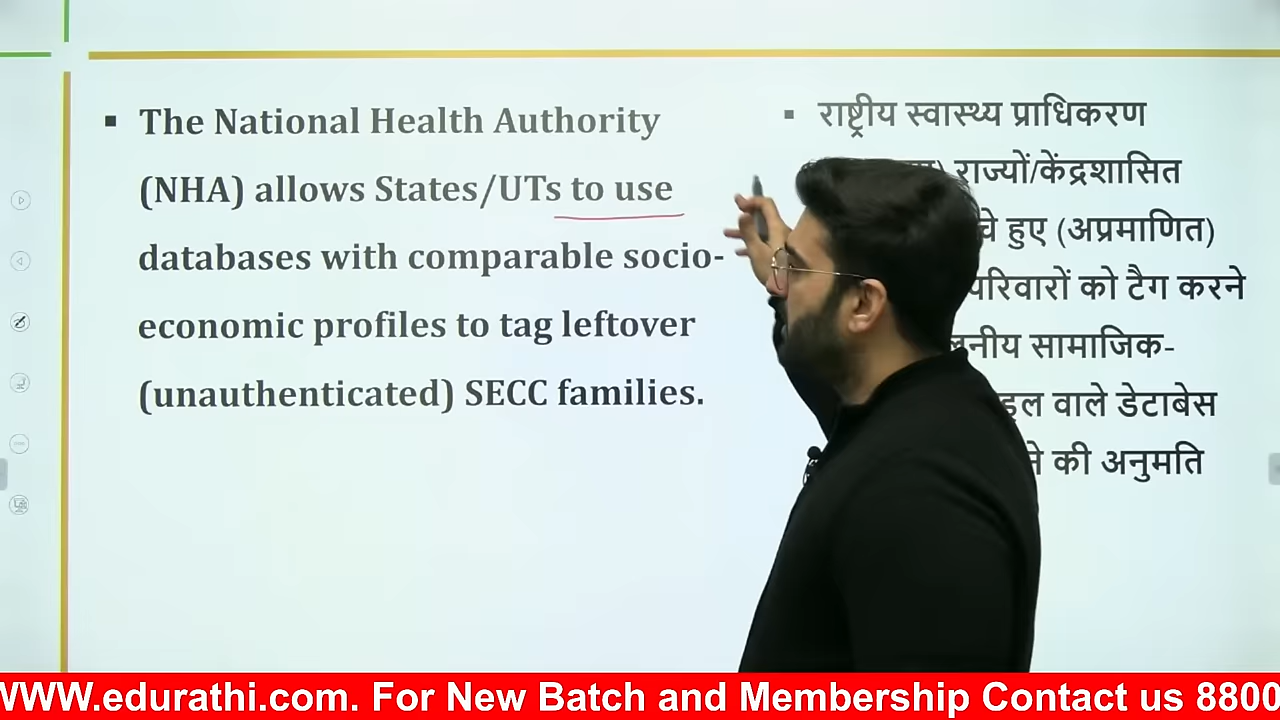 ▪ The National Health Authority
(NHA) allows States/UTs to use
databases with comparable socio-
economic profiles to tag leftover
(unauthenticated) SECC families.
▪ राष्ट्रीय स्वास्थ्य प्राधिकरण
राज्यों/केंद्रशासित
हुए (अप्रमाणित)
परिवारों को टैग करने
सामाजिक-
वाले डेटाबेस
की अनुमति
WWW.edurathi.com. For New Batch and Membership Contact us 8800